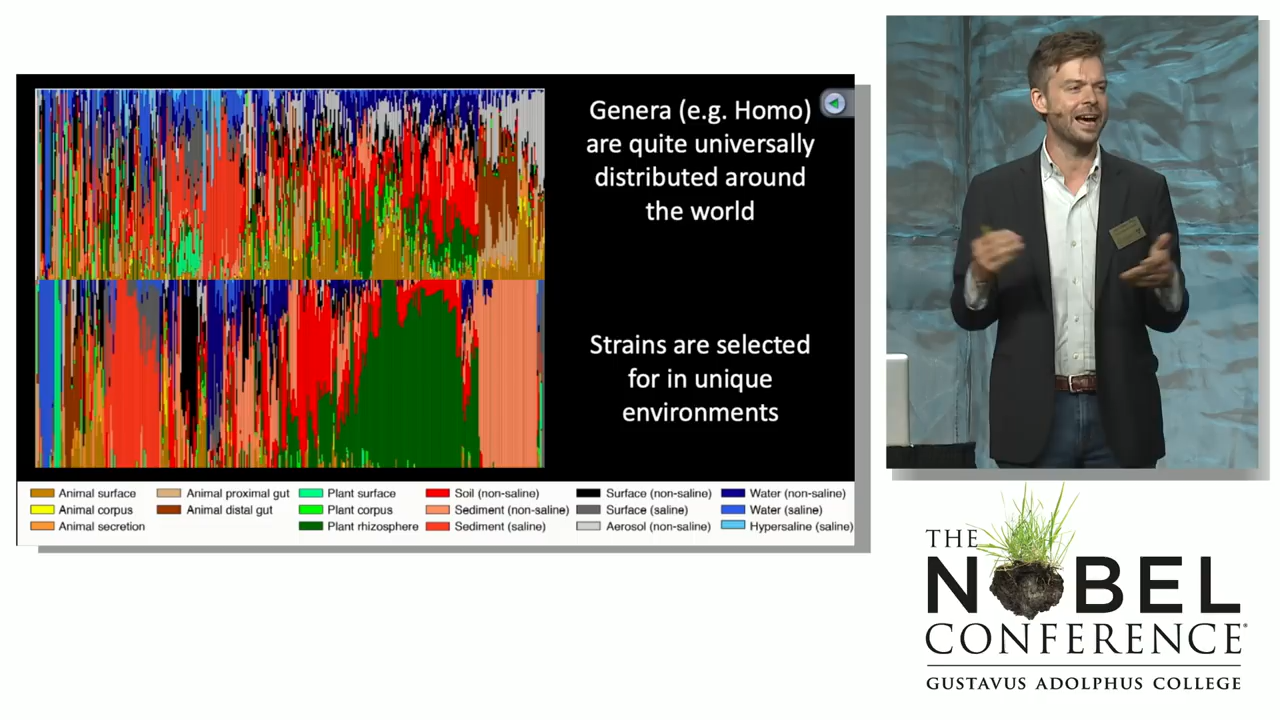 Genera (e.g. Homo)
are quite universally
distributed around
the world
Strains are selected
for in unique
environments
Animal surface
Animal corpus
Animal secretion
Animal proximal gut
Animal distal gut
Plant surface
Plant corpus
Plant rhizosphere
Soil (non-saline)
Sediment (non-saline)
Sediment (saline)
Surface (non-saline)
Surface (saline)
Aerosol (non-saline)
Water (non-saline)
Water (saline)
Hypersaline (saline)
THE
NOBEL
CONFERENCE®
GUSTAVUS ADOLPHUS COLLEGE